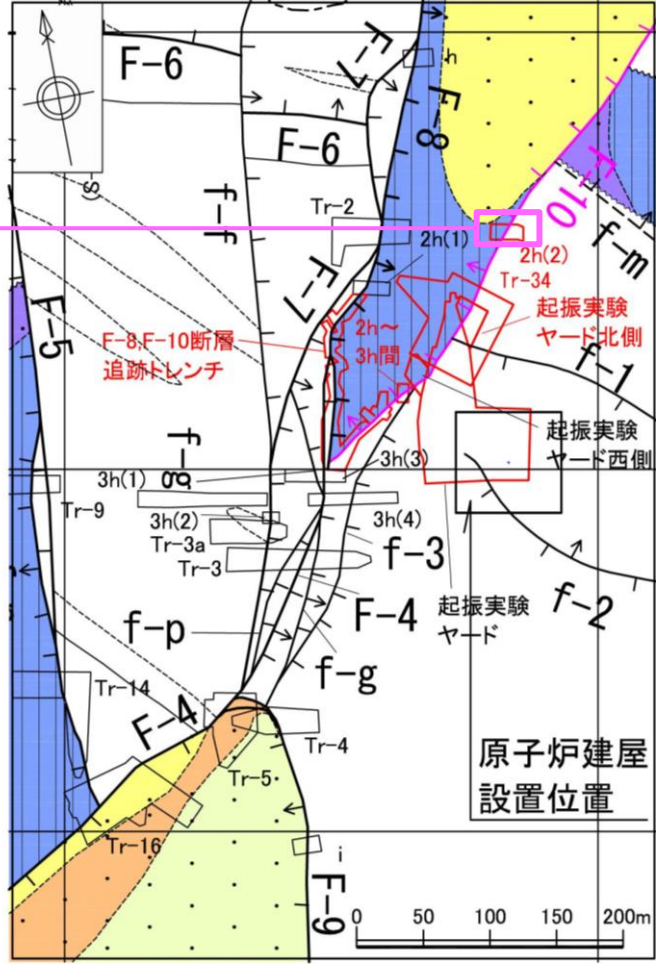 F-6
F-7
h
F-8
F-6
f-f
Tr-2
F-10
2h(1)
2h(2)
f-m
Tr-34
F-7
F-5
F-8,F-10断層
追跡トレンチ
2h～
3h間
起振実験
ヤード北側
f-1
起振実験
ヤード西側
f-g
3h(1)
3h(3)
Tr-9
3h(2)
3h(4)
Tr-3a
Tr-3
f-3
F-4
起振実験
ヤード
f-2
f-p
f-g
Tr-14
F-4
Tr-4
Tr-5
原子炉建屋
設置位置
Tr-16
i
F-9
0 50 100 150 200m